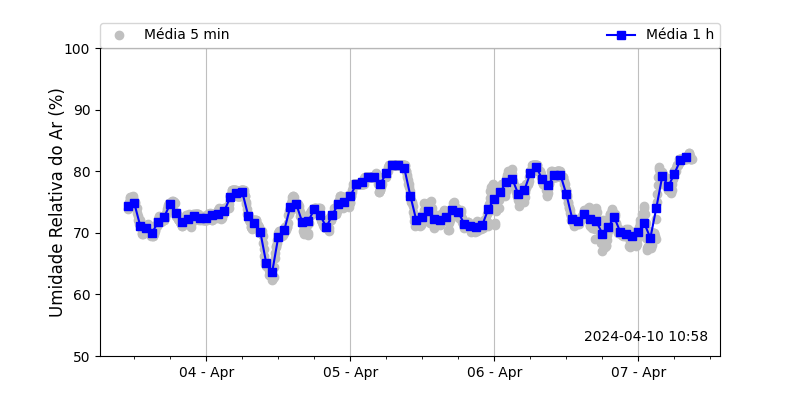 Média 5 min
Média 1 h
Umidade Relativa do Ar (%)
100
90
80
70
60
50
2024-04-10 10:58
04 - Apr
05 - Apr
06 - Apr
07 - Apr